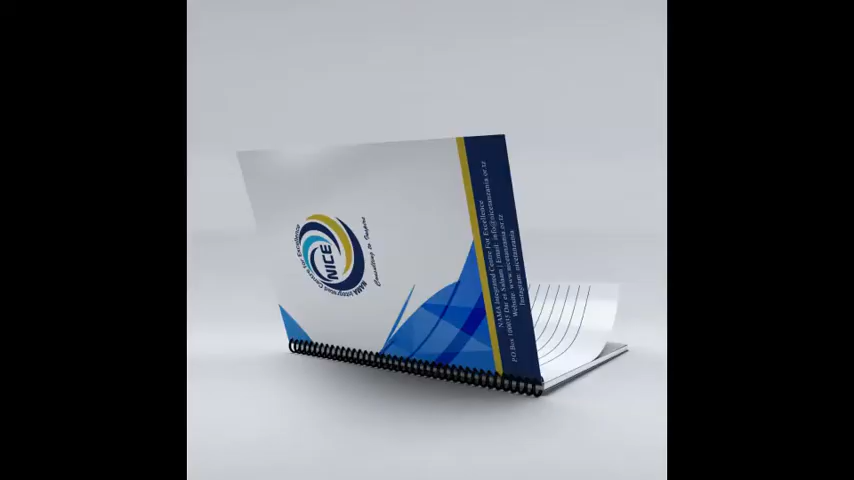 NICE
NAMA Integrated Centre For Excellence
Consulting to Inspire
NAMA Integrated Centre For Excellence
P.O.Box 100035 Dar es Salaam | Email: info@nicetanzania.or.tz
Website: www.nicetanzania.or.tz
Instagram: nicetanzania